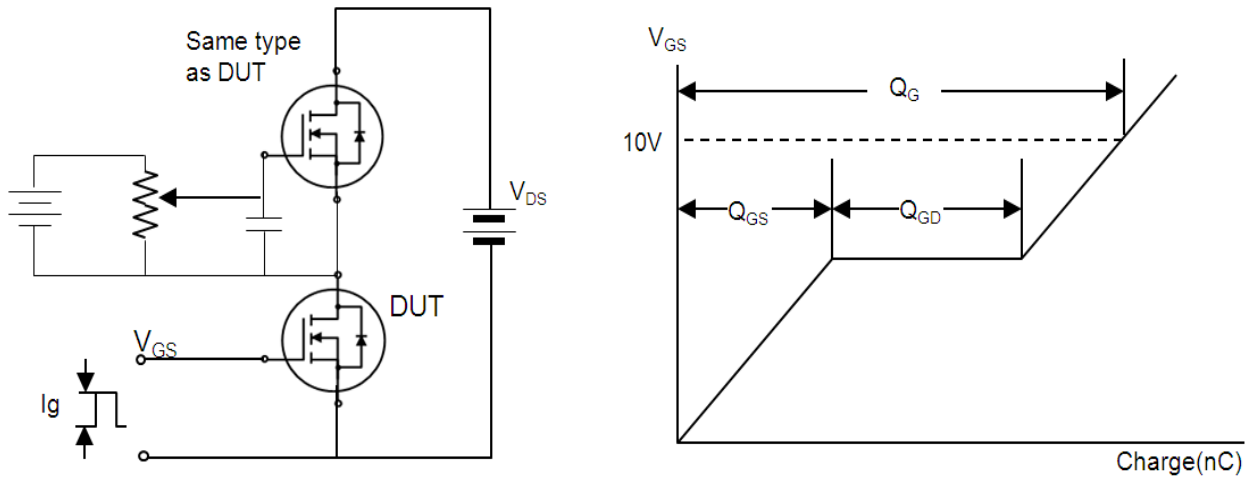 Same type
as DUT
V_DS
DUT
V_GS
Ig
V_GS
Q_G
10V
Q_GS
Q_GD
Charge(nC)